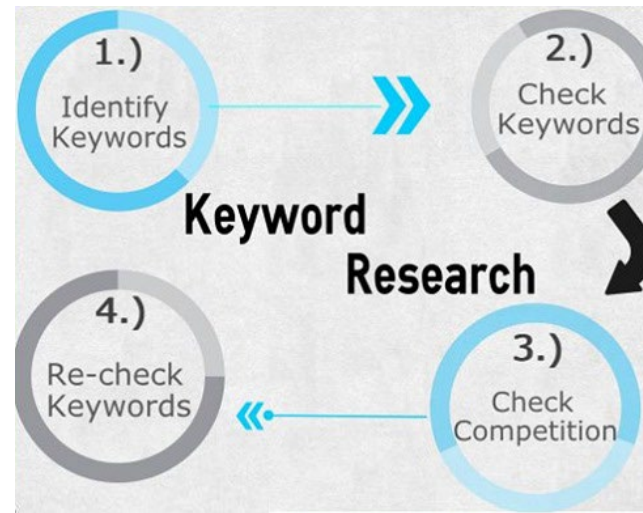 1.)
Identify
Keywords
2.)
Check
Keywords
Keyword
Research
3.)
Check
Competition
4.)
Re-check
Keywords